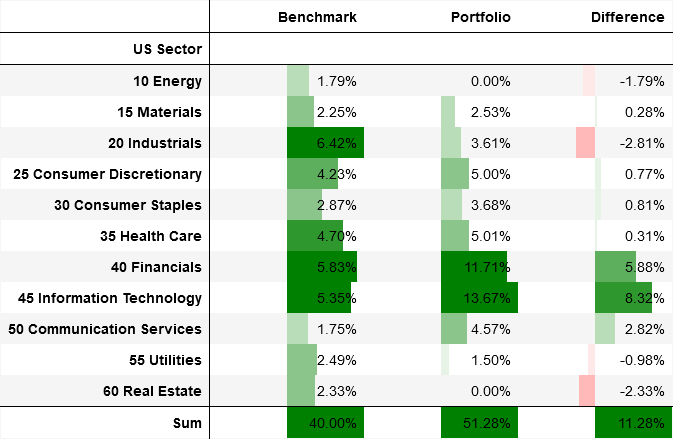 Benchmark Portfolio Difference
US Sector
10 Energy 1.79% 0.00% -1.79%
15 Materials 2.25% 2.53% 0.28%
20 Industrials 6.42% 3.61% -2.81%
25 Consumer Discretionary 4.23% 5.00% 0.77%
30 Consumer Staples 2.87% 3.68% 0.81%
35 Health Care 4.70% 5.01% 0.31%
40 Financials 5.83% 11.71% 5.88%
45 Information Technology 5.35% 13.67% 8.32%
50 Communication Services 1.75% 4.57% 2.82%
55 Utilities 2.49% 1.50% -0.98%
60 Real Estate 2.33% 0.00% -2.33%
Sum 40.00% 51.28% 11.28%